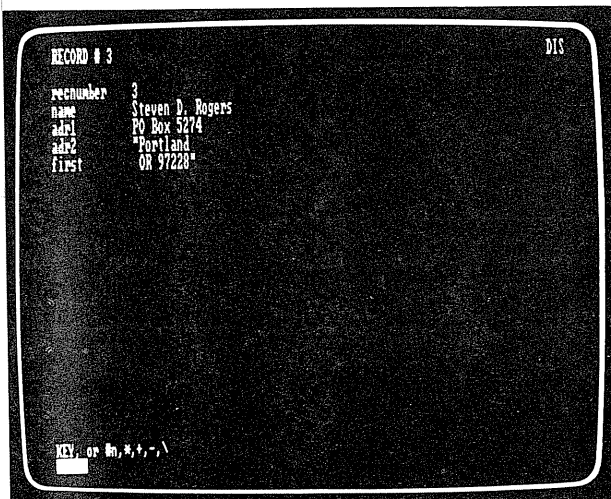 RECORD # 3
DIS
recnumber 3
name Steven D. Rogers
adr1 PO Box 5274
adr2 "Portland
first OR 97228"
KEY, or #n,*,+,-,\